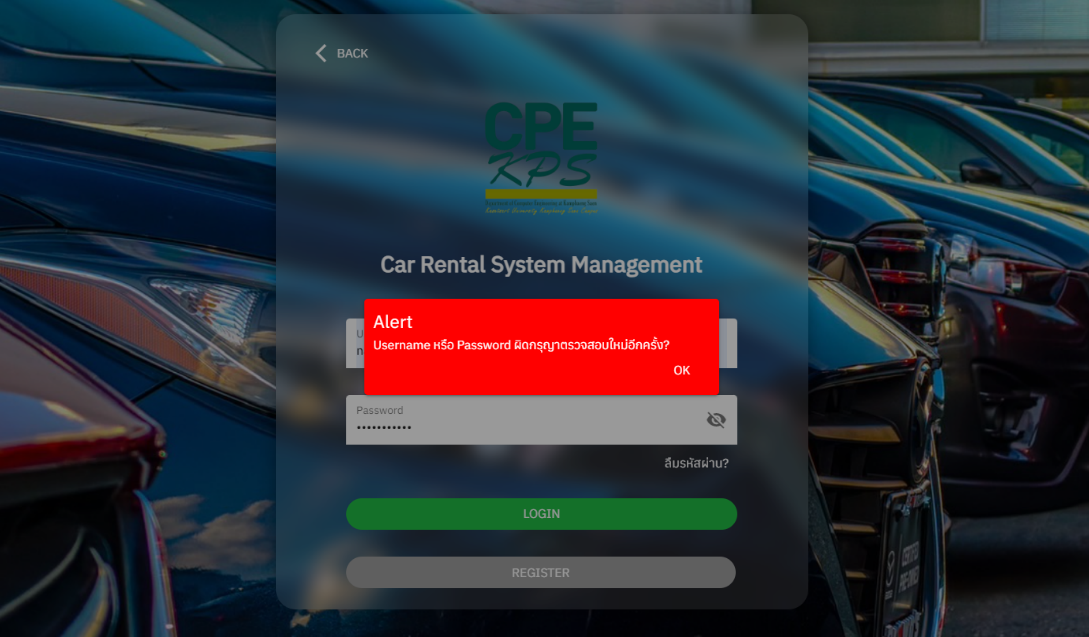 BACK
CPE
KPS
Car Rental System Management
Alert
Username หรือ Password ผิดกรุญาตรวจสอบใหม่อีกครั้ง?
OK
Password
ลืมรหัสผ่าน?
LOGIN
REGISTER